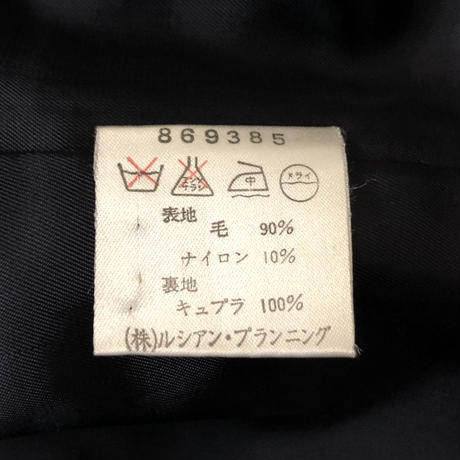 869385
エンソ サラシ 中 ドライ
表地
毛 90%
ナイロン 10%
裏地
キュプラ 100%
(株)ルシアン・プランニング